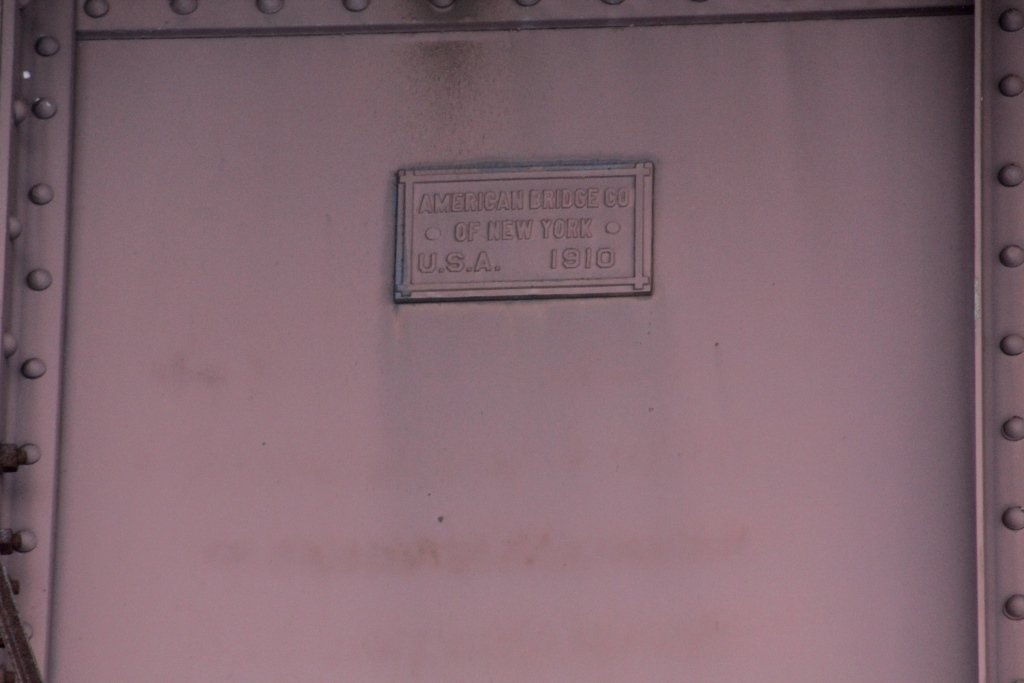 AMERICAN BRIDGE CO
OF NEW YORK
U.S.A. 1910